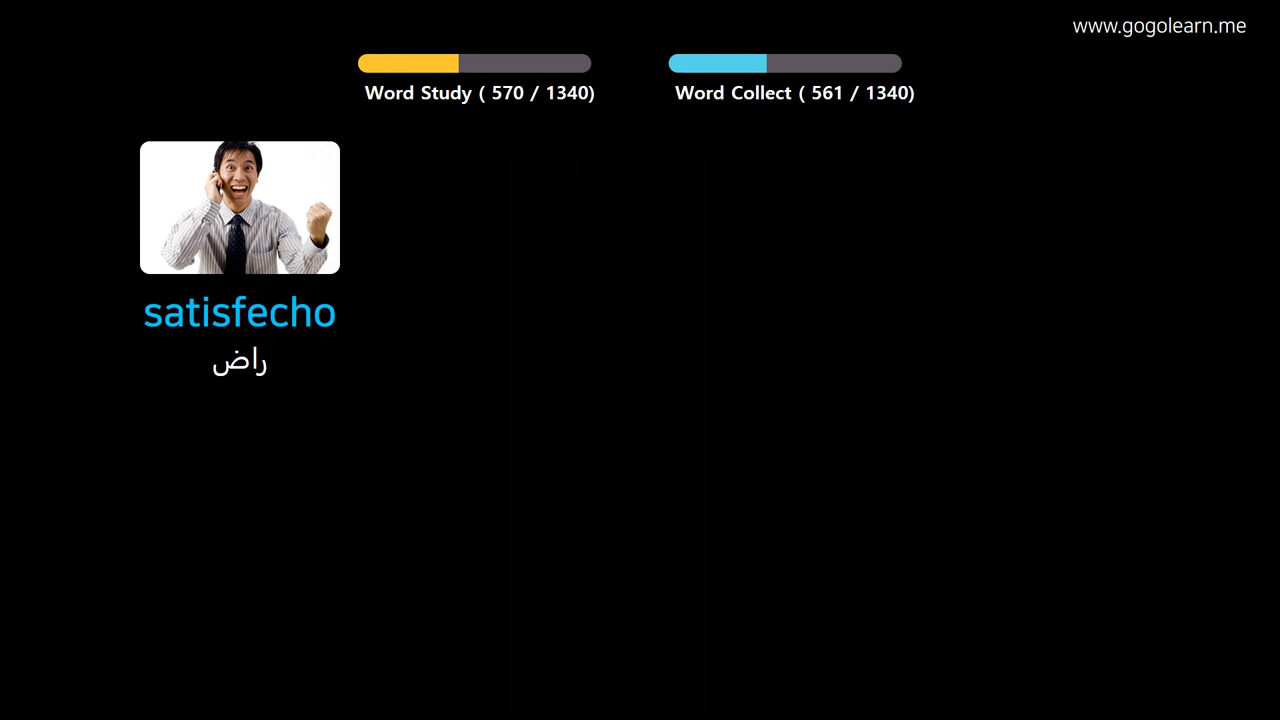 www.gogolearn.me
Word Study ( 570 / 1340)
Word Collect ( 561 / 1340)
satisfecho
راض